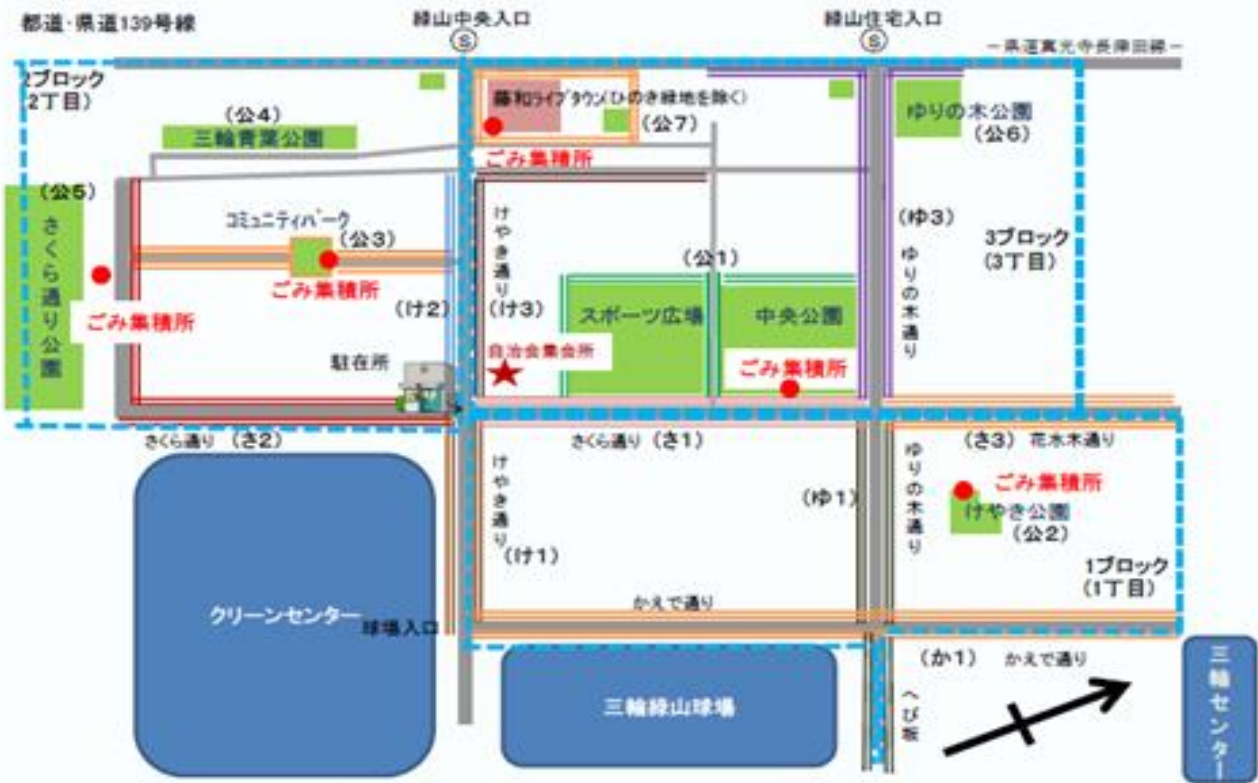 都道・県道139号線
緑山中央入口
Ⓢ
緑山住宅入口
Ⓢ
－県道真光寺長津田線－
2ブロック
(2丁目)
(公4)
三輪青葉公園
藤和ライブタウン(ひのき緑地を除く)
(公7)
ごみ集積所
ゆりの木公園
(公6)
(公5)
さくら通り公園
ごみ集積所
コミュニティパーク
(公3)
ごみ集積所
(け2)
駐在所
けやき通り
(け3)
自治会集会所
(公1)
スポーツ広場
中央公園
ごみ集積所
(ゆ3)
ゆりの木通り
3ブロック
(3丁目)
さくら通り (さ2)
さくら通り (さ1)
(さ3) 花水木通り
けやき通り
(け1)
(ゆ1)
ゆりの木通り
ごみ集積所
けやき公園
(公2)
1ブロック
(1丁目)
クリーンセンター
球場入口
かえで通り
三輪緑山球場
(か1) かえで通り
へび坂
三輪センター